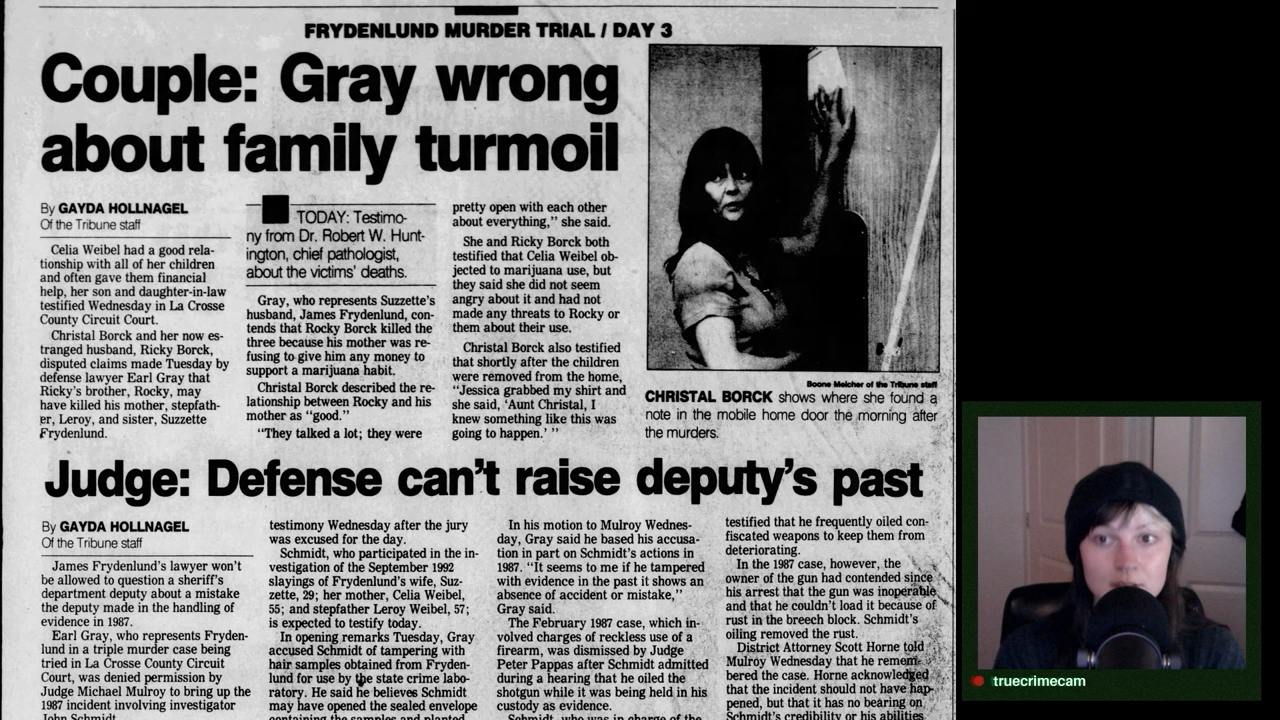 FRYDENLUND MURDER TRIAL / DAY 3
Couple: Gray wrong
about family turmoil
By GAYDA HOLLNAGEL
Of the Tribune staff
Celia Weibel had a good rela-
tionship with all of her children
and often gave them financial
help, her son and daughter-in-law
testified Wednesday in La Crosse
County Circuit Court.
Christal Borck and her now es-
tranged husband, Ricky Borck,
disputed claims made Tuesday by
defense lawyer Earl Gray that
Ricky's brother, Rocky, may
have killed his mother, stepfath-
er, Leroy, and sister, Suzette
Frydenlund.
TODAY: Testimo-
ny from Dr. Robert W. Hunt-
ington, chief pathologist,
about the victims' deaths.
Gray, who represents Suzzette's
husband, James Frydenlund, con-
tends that Rocky Borck killed the
three because his mother was re-
fusing to give him any money to
support a marijuana habit.
Christal Borck described the re-
lationship between Rocky and his
mother as "good."
"They talked a lot; they were
pretty open with each other
about everything," she said.
She and Ricky Borck both
testified that Celia Weibel ob-
jected to marijuana use, but
they said she did not seem
angry about it and had not
made any threats to Rocky or
them about their use.
Christal Borck also testified
that shortly after the children
were removed from the home,
"Jessica grabbed my shirt and
she said, 'Aunt Christal, I
knew something like this was
going to happen.' "
Boone Melcher of the Tribune staff
CHRISTAL BORCK shows where she found a
note in the mobile home door the morning after
the murders.
Judge: Defense can't raise deputy's past
By GAYDA HOLLNAGEL
Of the Tribune staff
James Frydenlund's lawyer won't
be allowed to question a sheriff's
department deputy about a mistake
the deputy made in the handling of
evidence in 1987.
Earl Gray, who represents Fryden-
lund in a triple murder case being
tried in La Crosse County Circuit
Court, was denied permission by
Judge Michael Mulroy to bring up the
1987 incident involving investigator
John Schmidt.
testimony Wednesday after the jury
was excused for the day.
Schmidt, who participated in the in-
vestigation of the September 1992
slayings of Frydenlund's wife, Suz-
zette, 29; her mother, Celia Weibel,
55; and stepfather Leroy Weibel, 57;
is expected to testify today.
In opening remarks Tuesday, Gray
accused Schmidt of tampering with
hair samples obtained from Fryden-
lund for use by the state crime labo-
ratory. He said he believes Schmidt
may have opened the sealed envelope
containing the samples and planted
In his motion to Mulroy Wednes-
day, Gray said he based his accusa-
tion in part on Schmidt's actions in
1987. "It seems to me if he tampered
with evidence in the past it shows an
absence of accident or mistake,"
Gray said.
The February 1987 case, which in-
volved charges of reckless use of a
firearm, was dismissed by Judge
Peter Pappas after Schmidt admitted
during a hearing that he oiled the
shotgun while it was being held in his
custody as evidence.
Schmidt, who was in charge of the
testified that he frequently oiled con-
fiscated weapons to keep them from
deteriorating.
In the 1987 case, however, the
owner of the gun had contended since
his arrest that the gun was inoperable
and that he couldn't load it because of
rust in the breech block. Schmidt's
oiling removed the rust.
District Attorney Scott Horne told
Mulroy Wednesday that he remem-
bered the case. Horne acknowledged
that the incident should not have hap-
pened, but that it has no bearing on
Schmidt's credibility or his abilities
truecrimecam